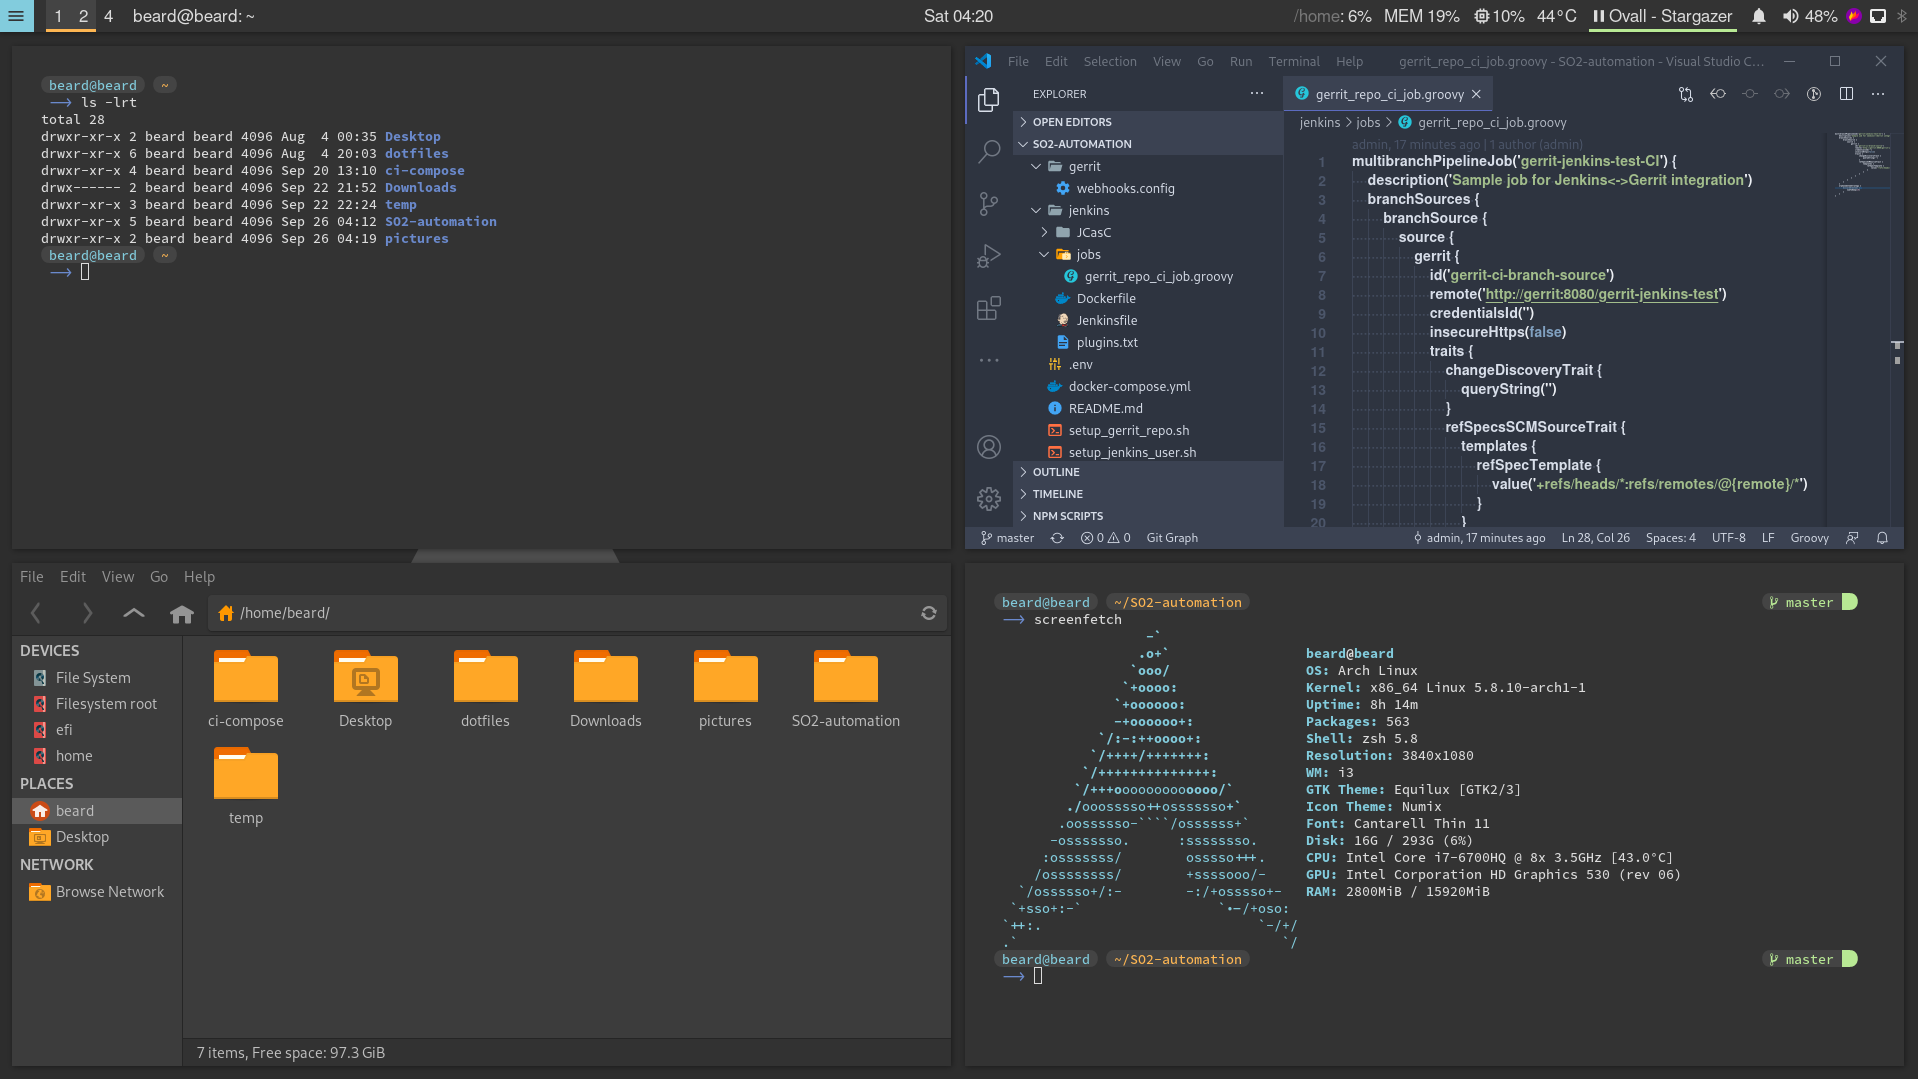 1 2 4 beard@beard: ~ Sat 04:20 /home: 6% MEM 19% 10% 44°C Ovall - Stargazer 48%
beard@beard ~
ls -lrt
total 28
drwxr-xr-x 2 beard beard 4096 Aug  4 00:35 Desktop
drwxr-xr-x 6 beard beard 4096 Aug  4 20:03 dotfiles
drwxr-xr-x 4 beard beard 4096 Sep 20 13:10 ci-compose
drwx------ 2 beard beard 4096 Sep 22 21:52 Downloads
drwxr-xr-x 3 beard beard 4096 Sep 22 22:24 temp
drwxr-xr-x 5 beard beard 4096 Sep 26 04:12 SO2-automation
drwxr-xr-x 2 beard beard 4096 Sep 26 04:19 pictures
beard@beard ~
File Edit Selection View Go Run Terminal Help gerrit_repo_ci_job.groovy - SO2-automation - Visual Studio C...
EXPLORER
OPEN EDITORS
SO2-AUTOMATION
gerrit
webhooks.config
jenkins
JCasC
jobs
gerrit_repo_ci_job.groovy
Dockerfile
Jenkinsfile
plugins.txt
.env
docker-compose.yml
README.md
setup_gerrit_repo.sh
setup_jenkins_user.sh
OUTLINE
TIMELINE
NPM SCRIPTS
gerrit_repo_ci_job.groovy
jenkins > jobs > gerrit_repo_ci_job.groovy
admin, 17 minutes ago | 1 author (admin)
1 multibranchPipelineJob('gerrit-jenkins-test-CI') {
2 description('Sample job for Jenkins<->Gerrit integration')
3 branchSources {
4 branchSource {
5 source {
6 gerrit {
7 id('gerrit-ci-branch-source')
8 remote('http://gerrit:8080/gerrit-jenkins-test')
9 credentialsId('')
10 insecureHttps(false)
11 traits {
12 changeDiscoveryTrait {
13 queryString('')
14 }
15 refSpecsSCMSourceTrait {
16 templates {
17 refSpecTemplate {
18 value('+refs/heads/*:refs/remotes/@{remote}/*')
19 }
20 }
master 0 0 Git Graph admin, 17 minutes ago Ln 28, Col 26 Spaces: 4 UTF-8 LF Groovy
File Edit View Go Help
/home/beard/
DEVICES
File System
Filesystem root
efi
home
PLACES
beard
Desktop
NETWORK
Browse Network
ci-compose Desktop dotfiles Downloads pictures SO2-automation
temp
7 items, Free space: 97.3 GiB
beard@beard ~/SO2-automation master
screenfetch
beard@beard
OS: Arch Linux
Kernel: x86_64 Linux 5.8.10-arch1-1
Uptime: 8h 14m
Packages: 563
Shell: zsh 5.8
Resolution: 3840x1080
WM: i3
GTK Theme: Equilux [GTK2/3]
Icon Theme: Numix
Font: Cantarell Thin 11
Disk: 16G / 293G (6%)
CPU: Intel Core i7-6700HQ @ 8x 3.5GHz [43.0°C]
GPU: Intel Corporation HD Graphics 530 (rev 06)
RAM: 2800MiB / 15920MiB
beard@beard ~/SO2-automation master